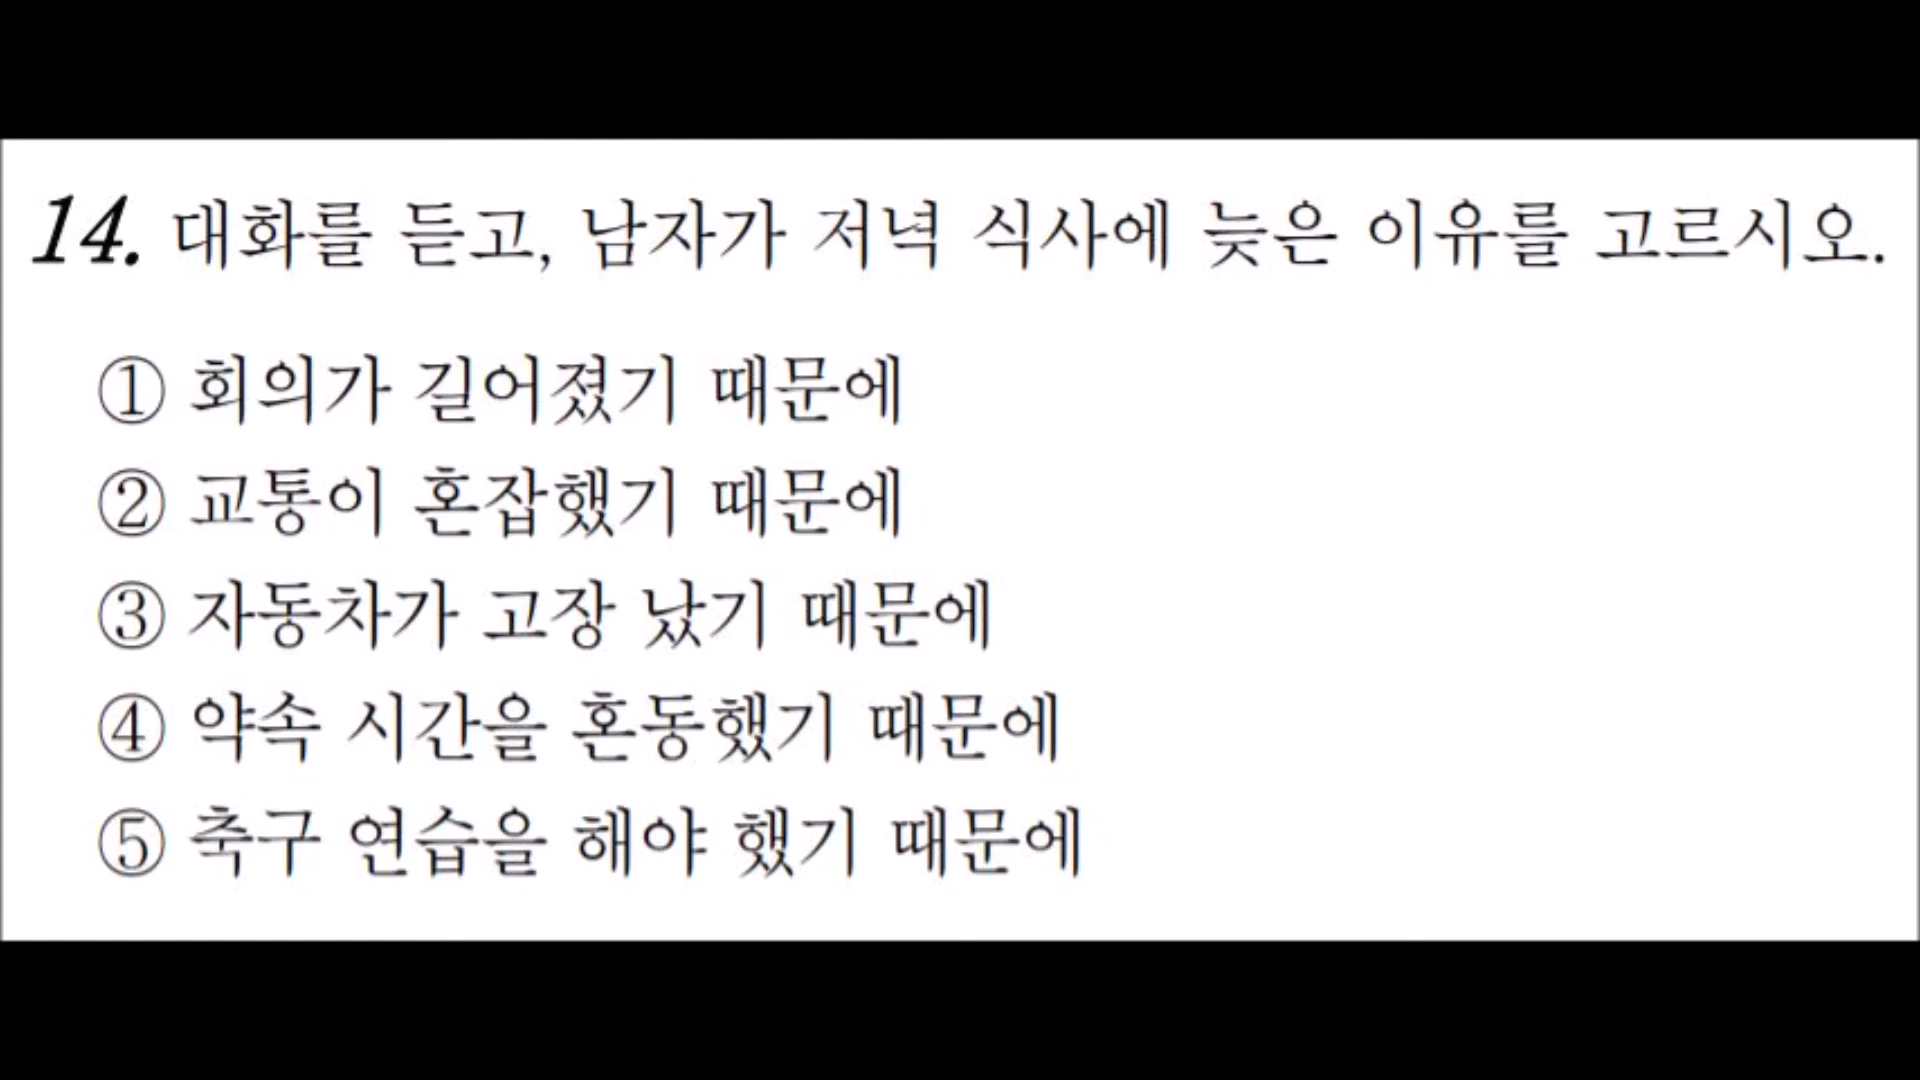 14. 대화를 듣고, 남자가 저녁 식사에 늦은 이유를 고르시오.
① 회의가 길어졌기 때문에
② 교통이 혼잡했기 때문에
③ 자동차가 고장 났기 때문에
④ 약속 시간을 혼동했기 때문에
⑤ 축구 연습을 해야 했기 때문에